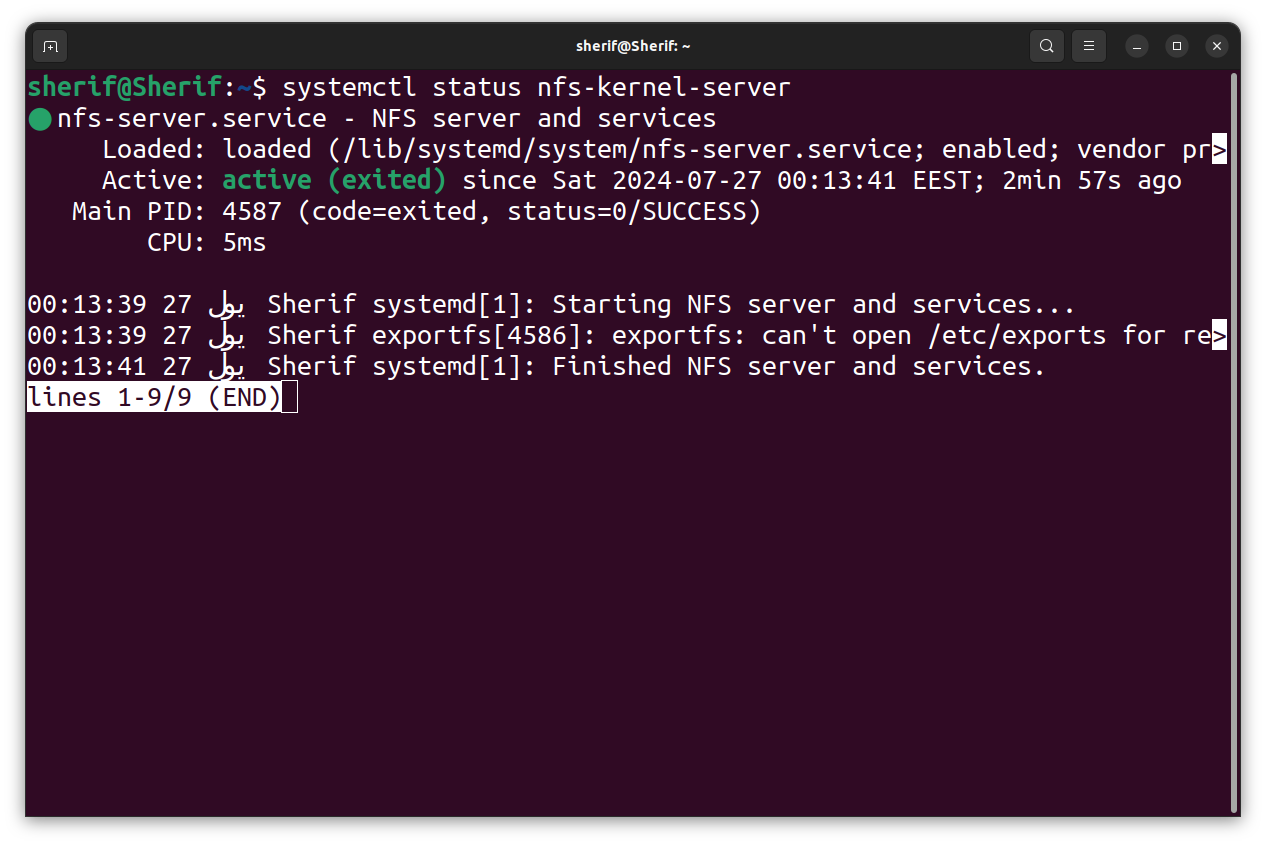 sherif@Sherif: ~
sherif@Sherif:~$ systemctl status nfs-kernel-server
nfs-server.service - NFS server and services
Loaded: loaded (/lib/systemd/system/nfs-server.service; enabled; vendor pr>
Active: active (exited) since Sat 2024-07-27 00:13:41 EEST; 2min 57s ago
Main PID: 4587 (code=exited, status=0/SUCCESS)
CPU: 5ms
00:13:39 27 يول Sherif systemd[1]: Starting NFS server and services...
00:13:39 27 يول Sherif exportfs[4586]: exportfs: can't open /etc/exports for re>
00:13:41 27 يول Sherif systemd[1]: Finished NFS server and services.
lines 1-9/9 (END)